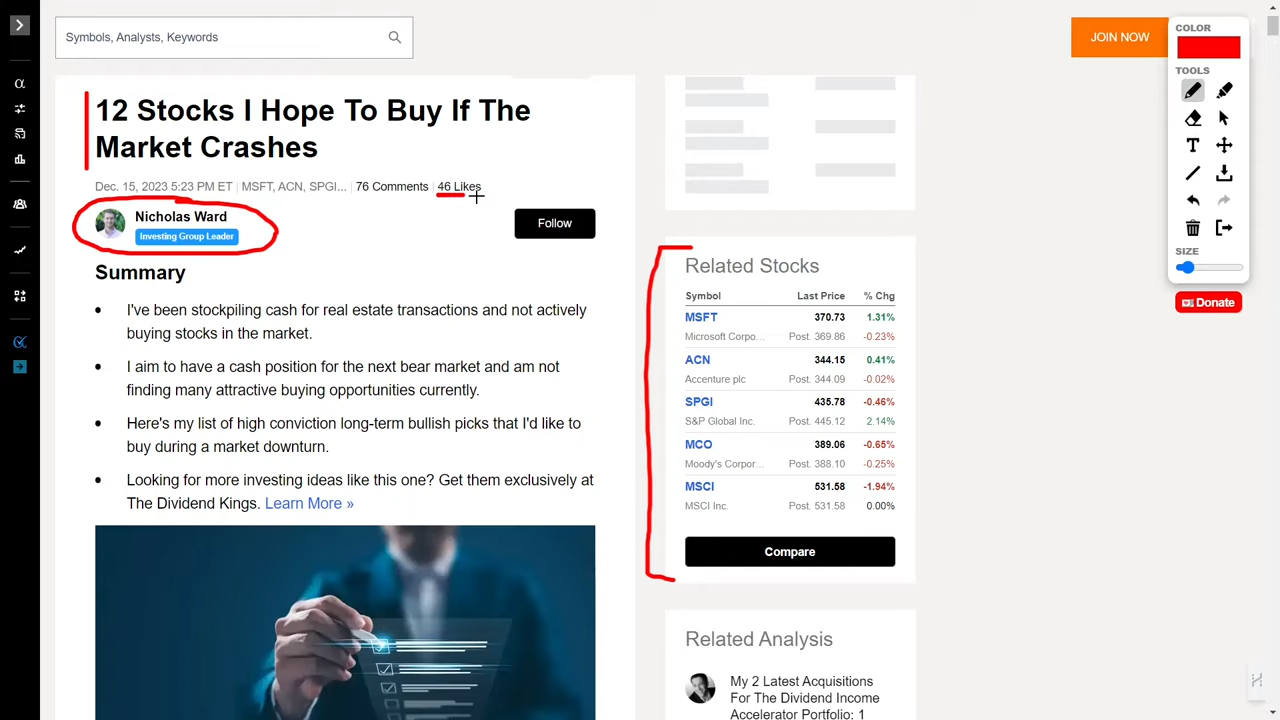 Symbols, Analysts, Keywords
JOIN NOW
COLOR
TOOLS
T
SIZE
Donate
12 Stocks I Hope To Buy If The
Market Crashes
Dec. 15, 2023 5:23 PM ET | MSFT, ACN, SPGI... | 76 Comments | 46 Likes
Nicholas Ward
Investing Group Leader
Follow
Summary
• I've been stockpiling cash for real estate transactions and not actively
buying stocks in the market.
• I aim to have a cash position for the next bear market and am not
finding many attractive buying opportunities currently.
• Here's my list of high conviction long-term bullish picks that I'd like to
buy during a market downturn.
• Looking for more investing ideas like this one? Get them exclusively at
The Dividend Kings. Learn More »
Related Stocks
Symbol Last Price % Chg
MSFT 370.73 1.31%
Microsoft Corpo... Post. 369.86 -0.23%
ACN 344.15 0.41%
Accenture plc Post. 344.09 -0.02%
SPGI 435.78 -0.46%
S&P Global Inc. Post. 445.12 2.14%
MCO 389.06 -0.65%
Moody's Corpor... Post. 388.10 -0.25%
MSCI 531.58 -1.94%
MSCI Inc. Post. 531.58 0.00%
Compare
Related Analysis
My 2 Latest Acquisitions
For The Dividend Income
Accelerator Portfolio: 1